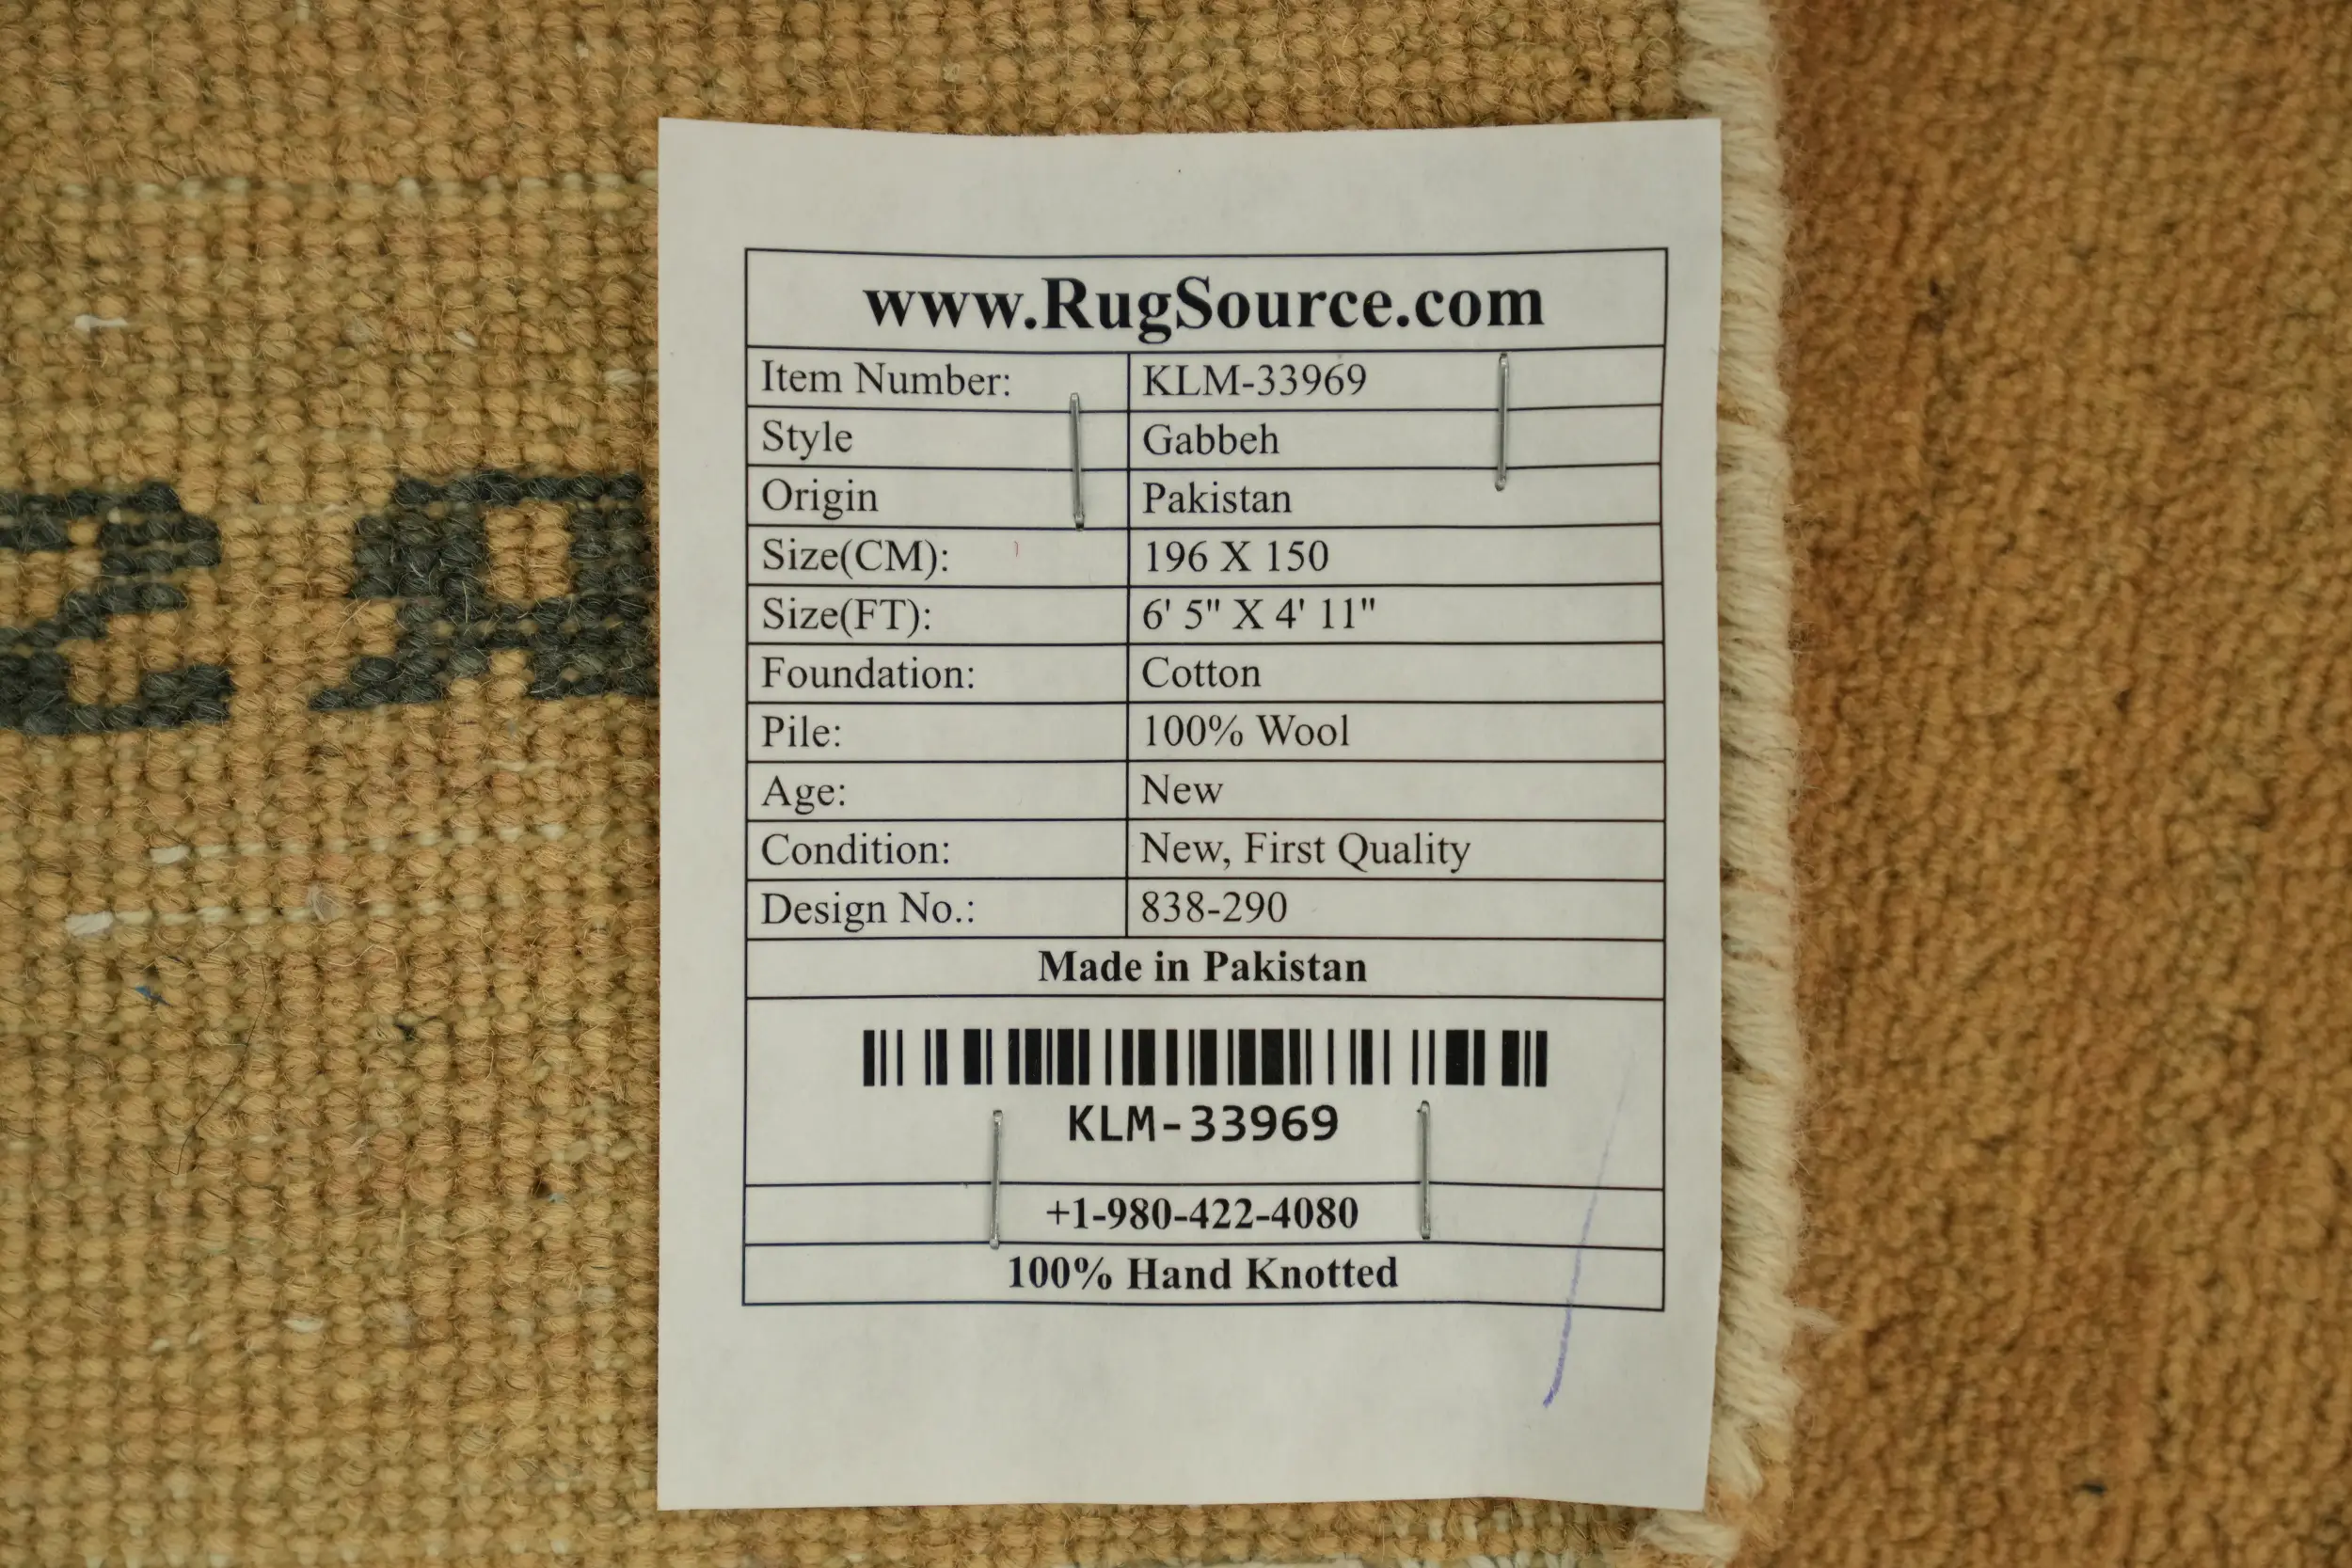 www.RugSource.com
Item Number: KLM-33969
Style Gabbeh
Origin Pakistan
Size(CM): 196 X 150
Size(FT): 6' 5" X 4' 11"
Foundation: Cotton
Pile: 100% Wool
Age: New
Condition: New, First Quality
Design No.: 838-290
Made in Pakistan
KLM-33969
+1-980-422-4080
100% Hand Knotted